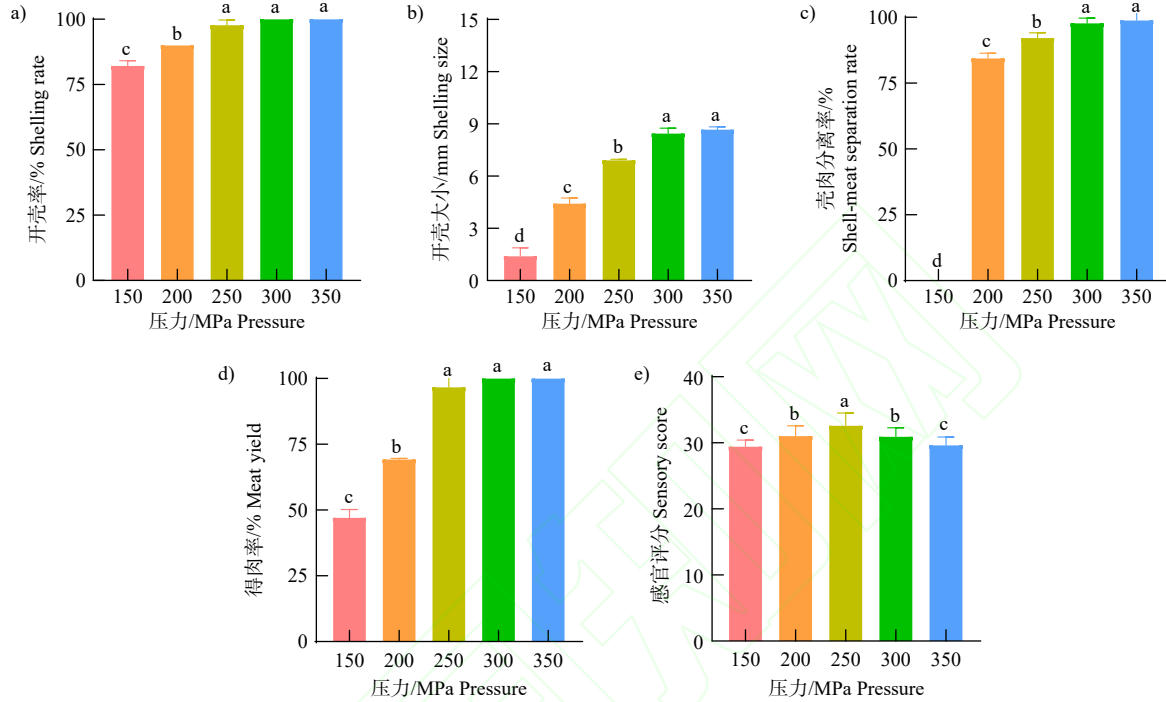 a)
开壳率/% Shelling rate
100
75
50
25
0
c
b
a
a
a
150 200 250 300 350
压力/MPa Pressure
b)
开壳大小/mm Shelling size
15
12
9
6
3
0
d
c
b
a
a
150 200 250 300 350
压力/MPa Pressure
c)
壳肉分离率/%
Shell-meat separation rate
100
75
50
25
0
d
c
b
a
a
150 200 250 300 350
压力/MPa Pressure
d)
得肉率/% Meat yield
100
75
50
25
0
c
b
a
a
a
150 200 250 300 350
压力/MPa Pressure
e)
感官评分 Sensory score
40
30
20
10
0
c
b
a
b
c
150 200 250 300 350
压力/MPa Pressure